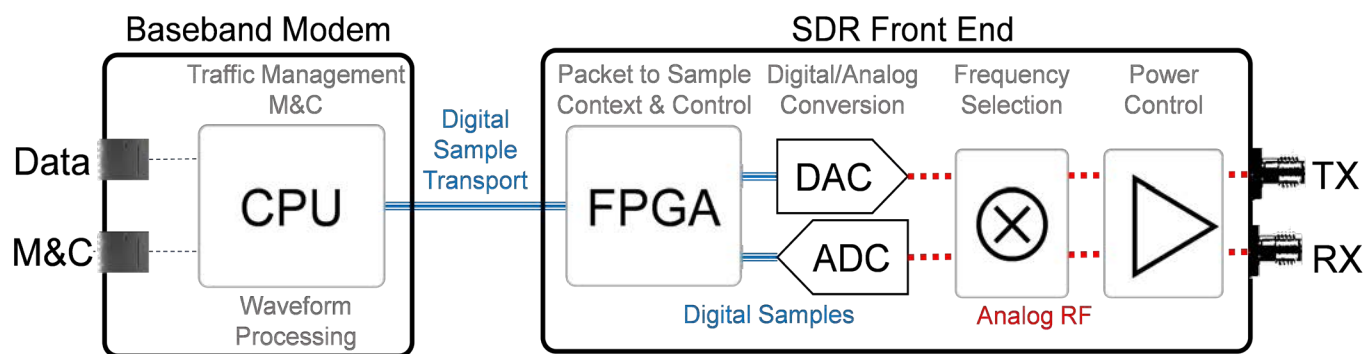 Baseband Modem
Traffic Management
M&C
Data
M&C
CPU
Waveform
Processing
Digital
Sample
Transport
SDR Front End
Packet to Sample
Context & Control
FPGA
Digital/Analog
Conversion
DAC
ADC
Digital Samples
Frequency
Selection
Analog RF
Power
Control
TX
RX